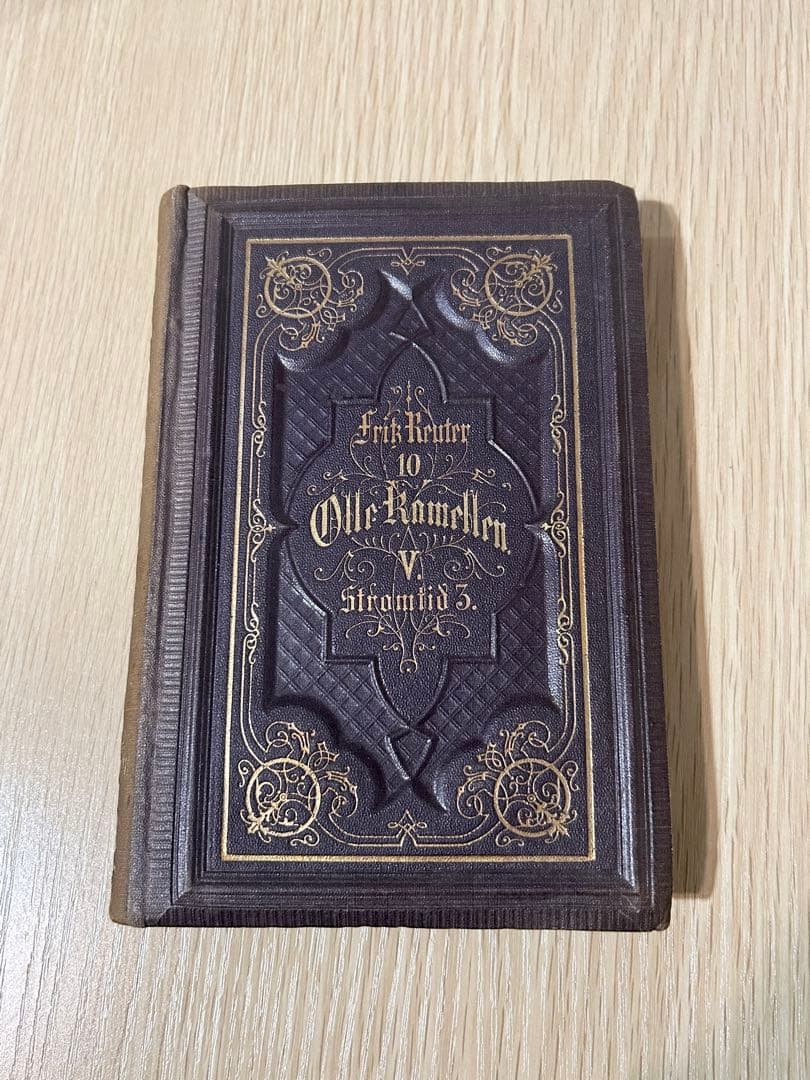 Fritz Reuter
10
Olle Kamellen.
V.
Stromtid 3.